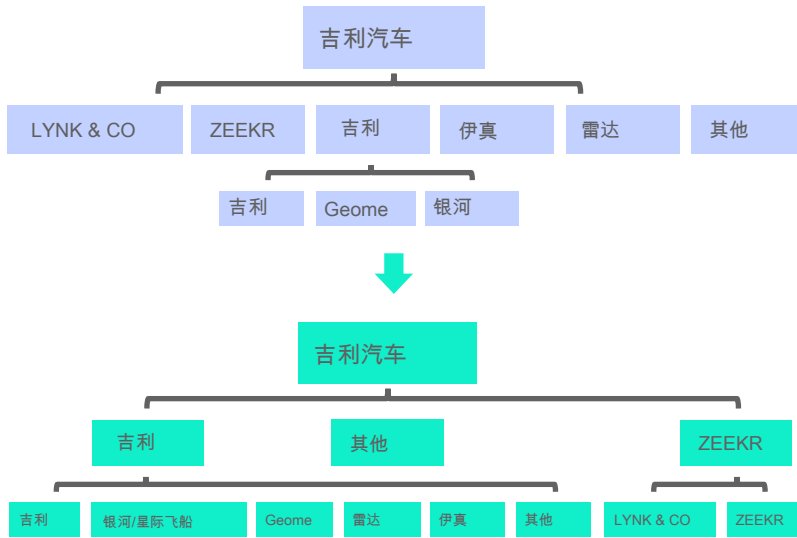 吉利汽车
LYNK & CO
ZEEKR
吉利
伊真
雷达
其他
吉利
Geome
银河
吉利汽车
吉利
其他
ZEEKR
吉利
银河/星际飞船
Geome
雷达
伊真
其他
LYNK & CO
ZEEKR